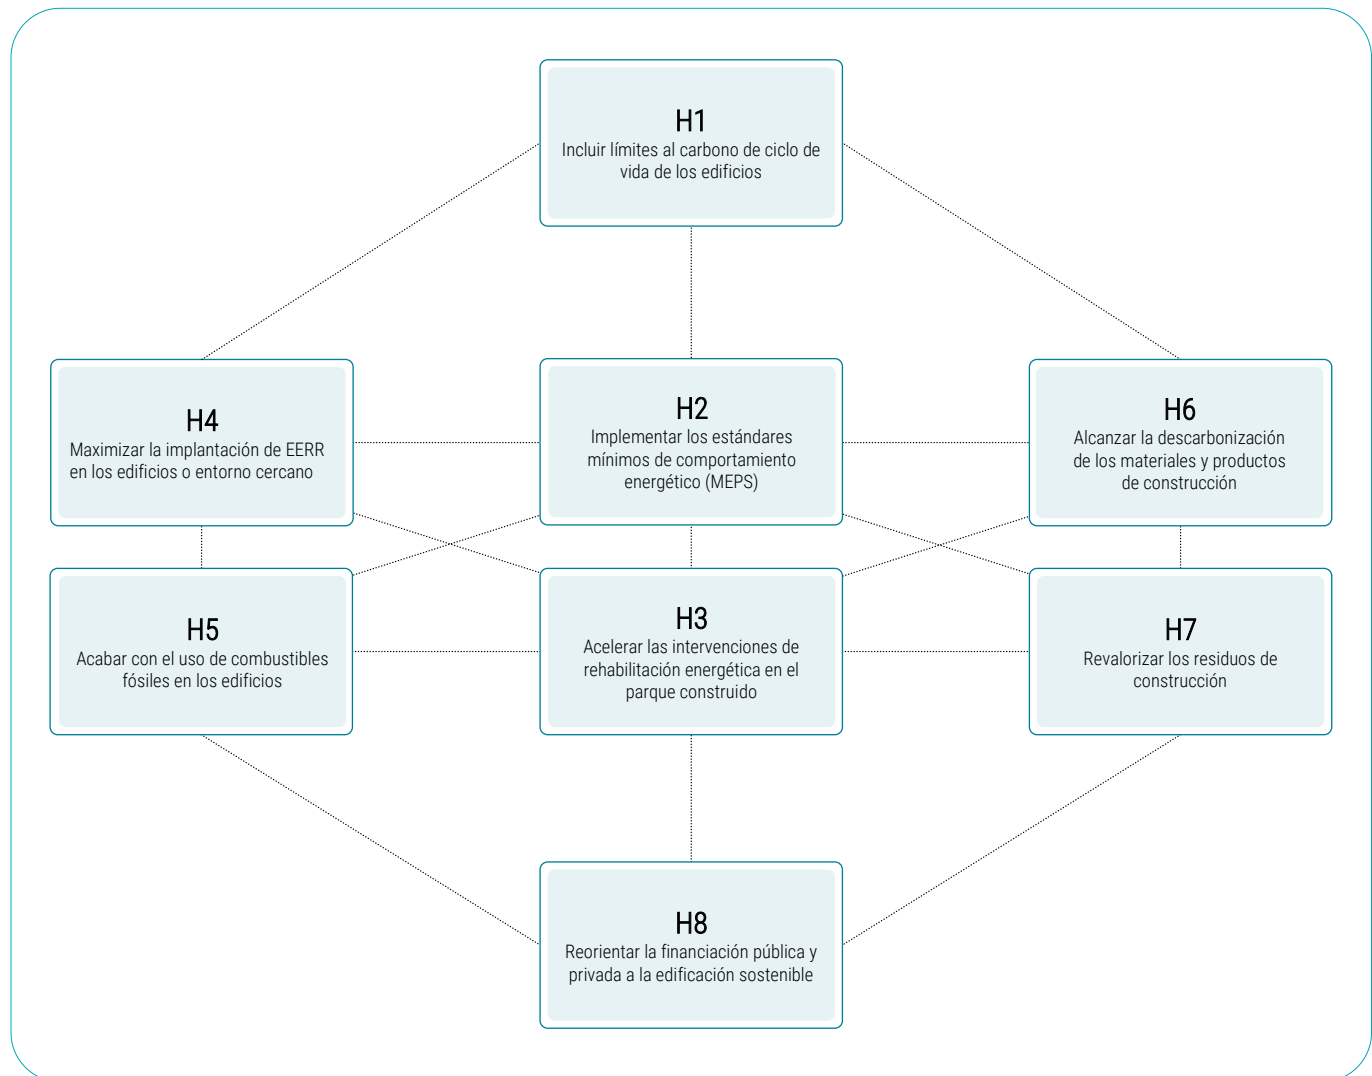 H1
Incluir límites al carbono de ciclo de
vida de los edificios
H4
Maximizar la implantación de EERR
en los edificios o entorno cercano
H2
Implementar los estándares
mínimos de comportamiento
energético (MEPS)
H6
Alcanzar la descarbonización
de los materiales y productos
de construcción
H5
Acabar con el uso de combustibles
fósiles en los edificios
H3
Acelerar las intervenciones de
rehabilitación energética en el
parque construido
H7
Revalorizar los residuos de
construcción
H8
Reorientar la financiación pública y
privada a la edificación sostenible